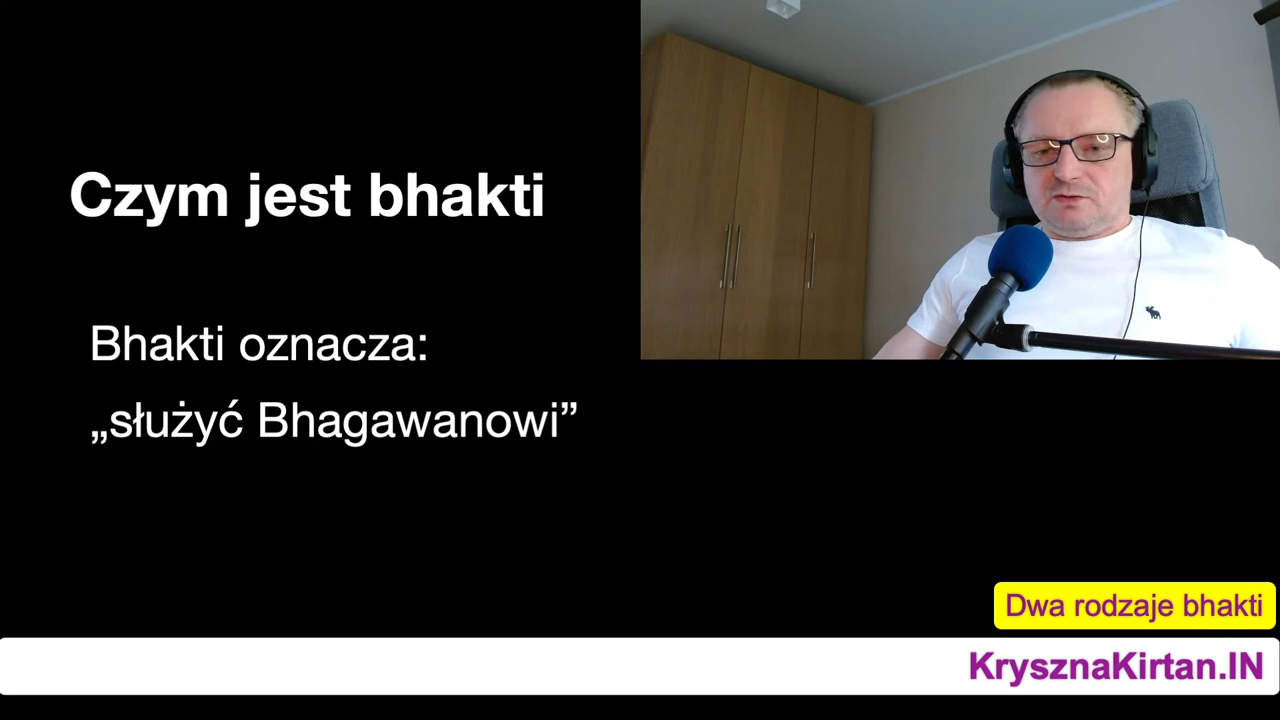 Czym jest bhakti
Bhakti oznacza:
„służyć Bhagawanowi”
Dwa rodzaje bhakti
KrysznaKirtan.IN